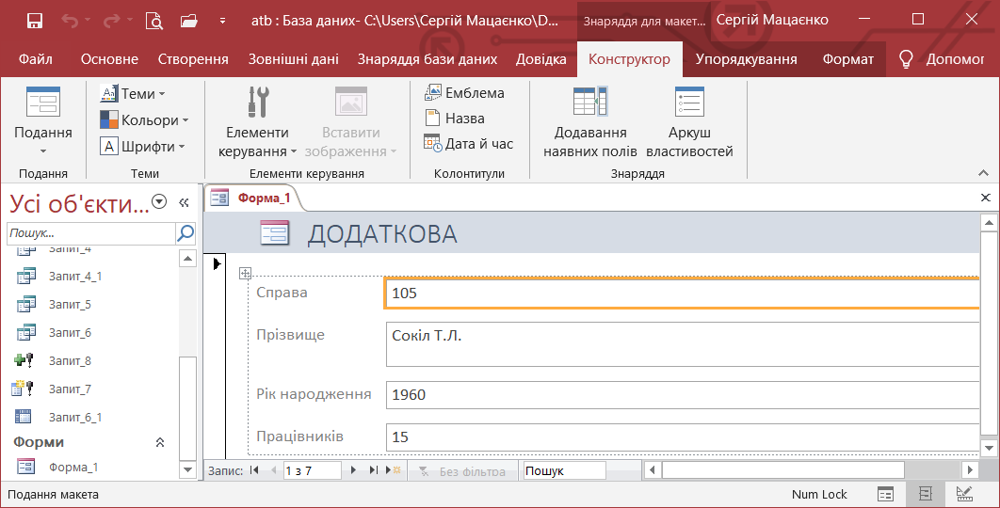 atb : База даних- C:\Users\Сергій Мацаєнко\D...
Знаряддя для макет...
Сергій Мацаєнко
Файл Основне Створення Зовнішні дані Знаряддя бази даних Довідка Конструктор Упорядкування Формат Допомог
Подання
Подання
Теми
Кольори
Шрифти
Теми
Елементи керування
Вставити зображення
Елементи керування
Емблема
Назва
Дата й час
Колонтитули
Додавання наявних полів
Аркуш властивостей
Знаряддя
Усі об'єкти...
Пошук...
Запит_4
Запит_4_1
Запит_5
Запит_6
Запит_8
Запит_7
Запит_6_1
Форми
Форма_1
Форма_1
ДОДАТКОВА
Справа 105
Прізвище Сокіл Т.Л.
Рік народження 1960
Працівників 15
Запис: 1 з 7 Без фільтра Пошук
Подання макета Num Lock